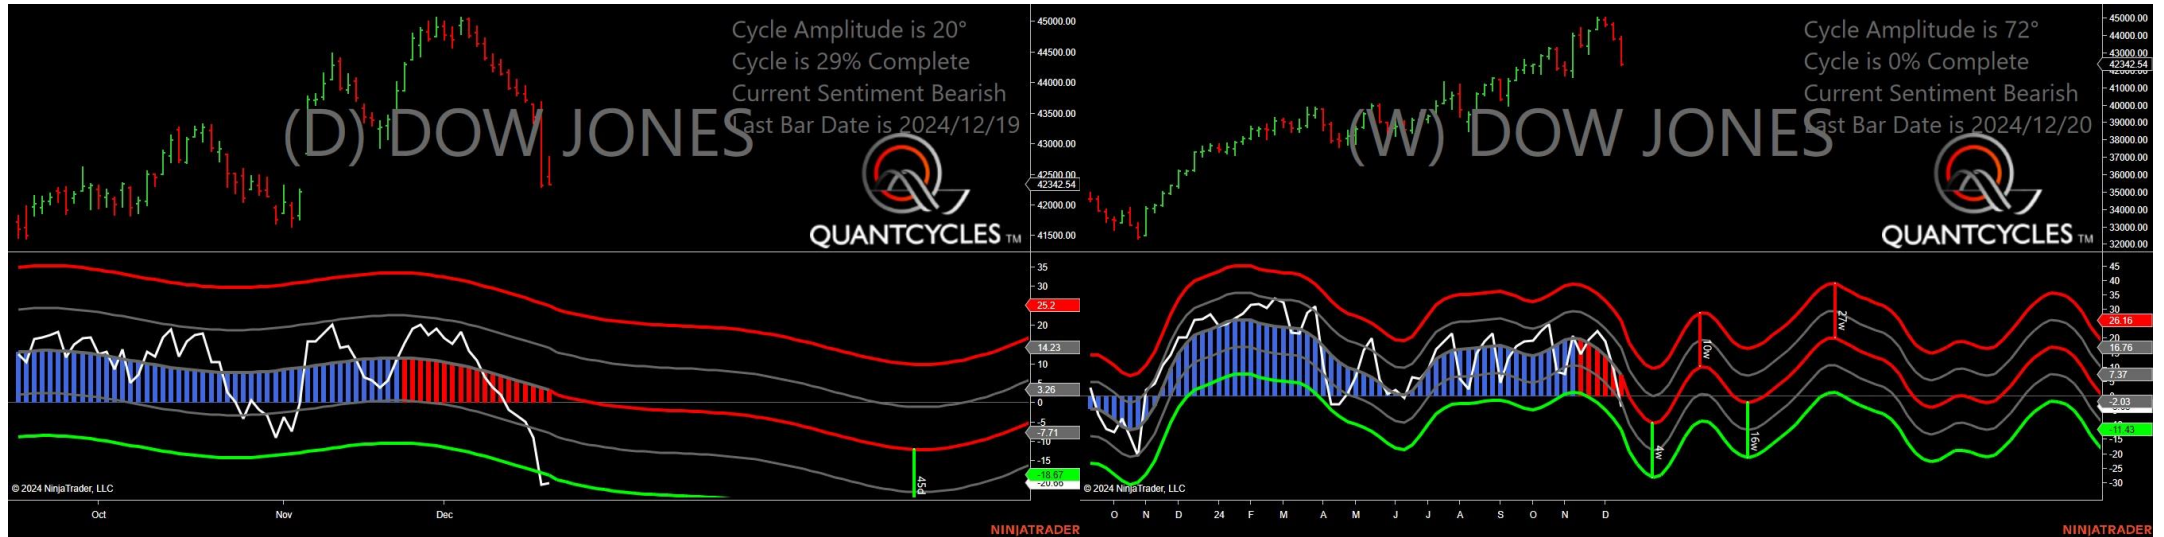 Cycle Amplitude is 20°
Cycle is 29% Complete
Current Sentiment Bearish
Last Bar Date is 2024/12/19
(D) DOW JONES
QUANTCYCLES TM
45000.00
44500.00
44000.00
43500.00
43000.00
42500.00
42342.54
42000.00
41500.00
35
30
25.2
20
14.23
10
5
3.26
0
-5
-7.71
-10
-15
-18.67
-20.66
45d
© 2024 NinjaTrader, LLC
Oct
Nov
Dec
NINJATRADER
Cycle Amplitude is 72°
Cycle is 0% Complete
Current Sentiment Bearish
Last Bar Date is 2024/12/20
(W) DOW JONES
QUANTCYCLES TM
45000.00
44000.00
43000.00
42342.54
41000.00
40000.00
39000.00
38000.00
37000.00
36000.00
35000.00
34000.00
33000.00
32000.00
45
40
35
30
26.16
20
16.76
10
7.37
5
-2.03
-11.43
-15
-20
-25
-30
10w
27w
4w
16w
© 2024 NinjaTrader, LLC
O
N
D
24
F
M
A
M
J
J
A
S
O
N
D
NINJATRADER